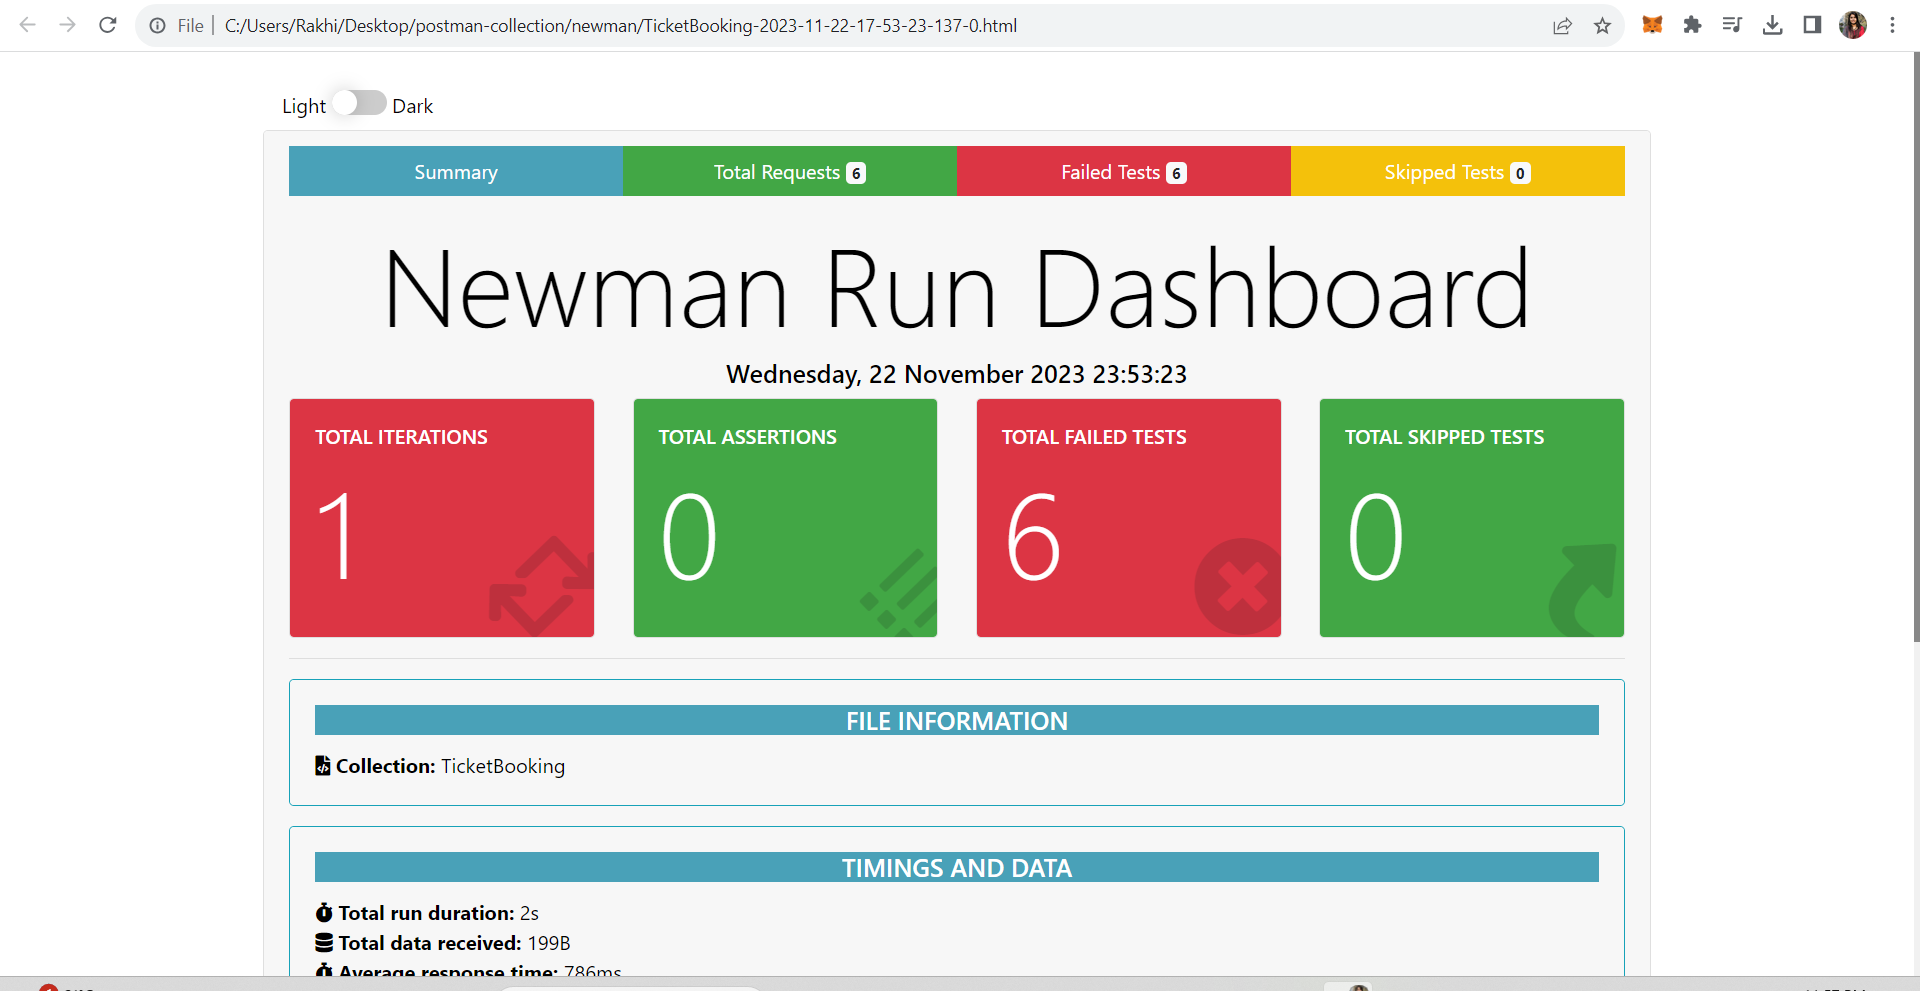 File C:/Users/Rakhi/Desktop/postman-collection/newman/TicketBooking-2023-11-22-17-53-23-137-0.html
Light Dark
Summary Total Requests 6 Failed Tests 6 Skipped Tests 0
Newman Run Dashboard
Wednesday, 22 November 2023 23:53:23
TOTAL ITERATIONS TOTAL ASSERTIONS TOTAL FAILED TESTS TOTAL SKIPPED TESTS
1 0 6 0
FILE INFORMATION
Collection: TicketBooking
TIMINGS AND DATA
Total run duration: 2s
Total data received: 199B
Average response time: 786ms